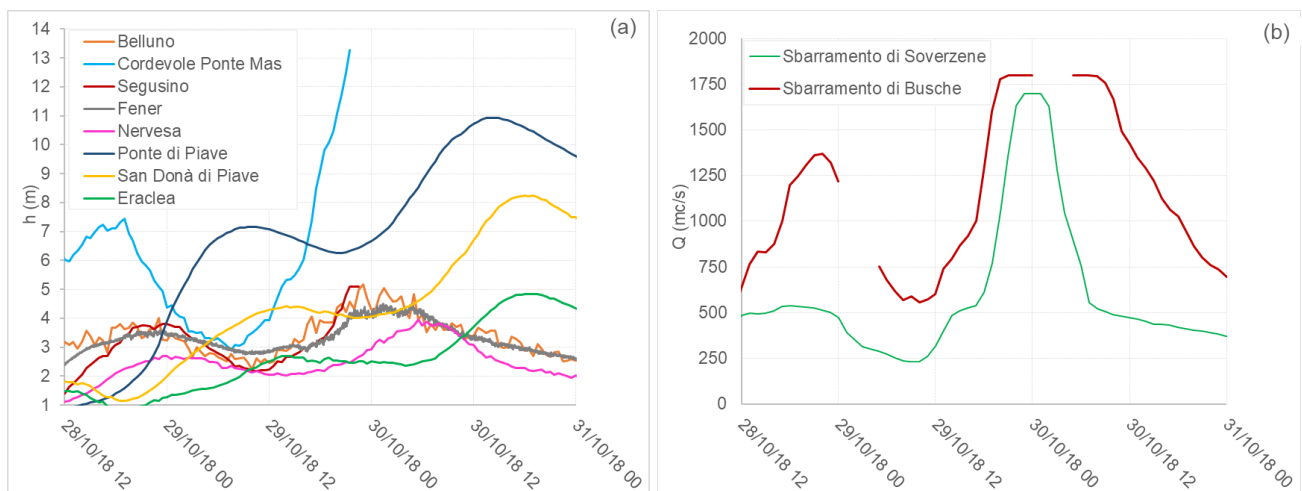 (a)
Belluno
Cordevole Ponte Mas
Segusino
Fener
Nervesa
Ponte di Piave
San Donà di Piave
Eraclea
h (m)
14
13
12
11
10
9
8
7
6
5
4
3
2
1
28/10/18 12
29/10/18 00
29/10/18 12
30/10/18 00
30/10/18 12
31/10/18 00
(b)
Sbarramento di Soverzene
Sbarramento di Busche
Q (mc/s)
2000
1750
1500
1250
1000
750
500
250
0
28/10/18 12
29/10/18 00
29/10/18 12
30/10/18 00
30/10/18 12
31/10/18 00